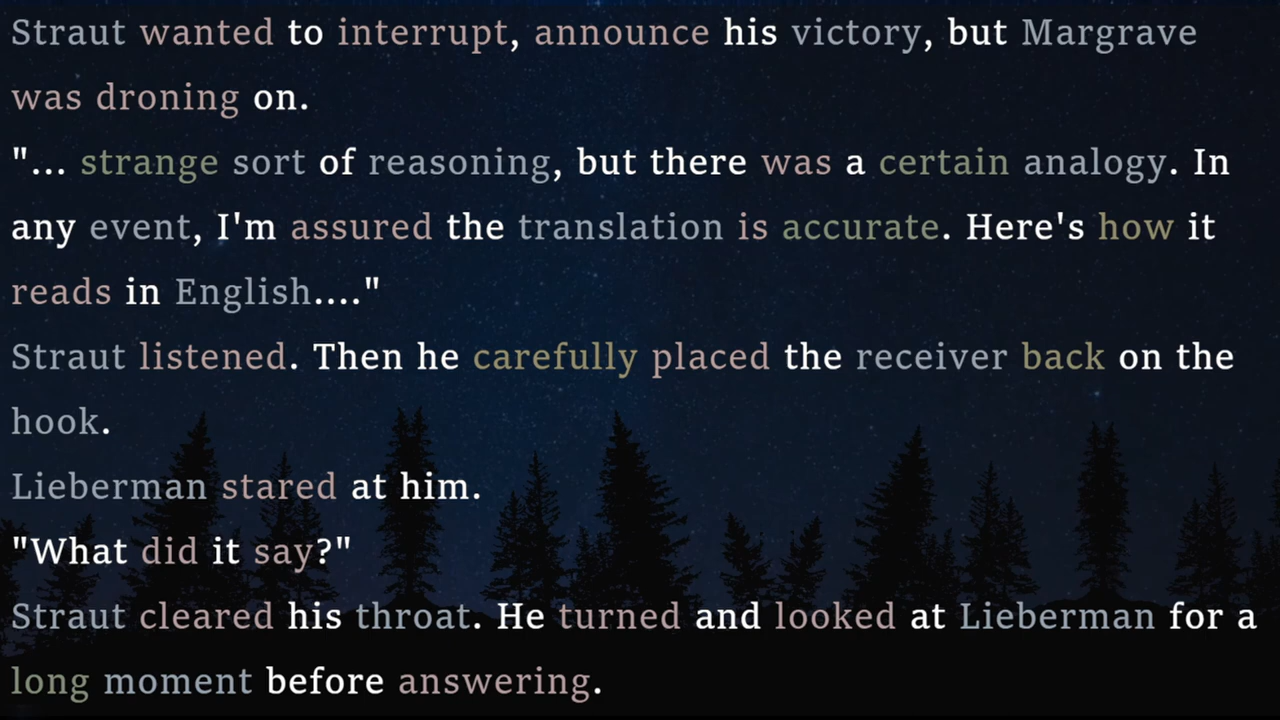 Straut wanted to interrupt, announce his victory, but Margrave
was droning on.
"... strange sort of reasoning, but there was a certain analogy. In
any event, I'm assured the translation is accurate. Here's how it
reads in English...."
Straut listened. Then he carefully placed the receiver back on the
hook.
Lieberman stared at him.
"What did it say?"
Straut cleared his throat. He turned and looked at Lieberman for a
long moment before answering.